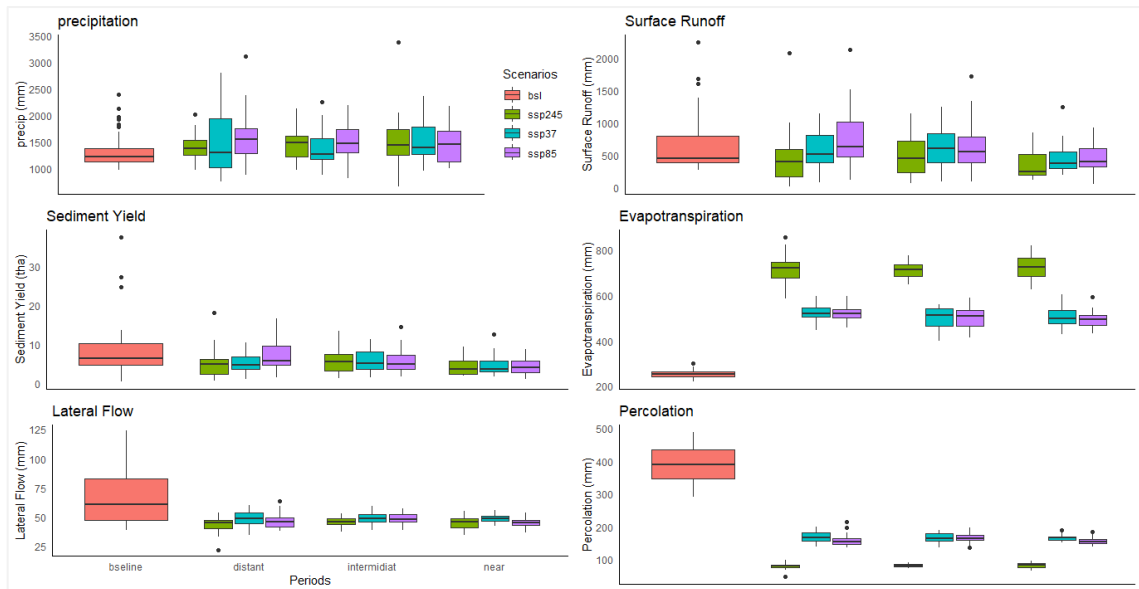 precipitation
precip (mm)
3500
3000
2500
2000
1500
1000
Scenarios
bsl
ssp245
ssp37
ssp85
Surface Runoff
Surface Runoff (mm)
2000
1500
1000
500
0
Sediment Yield
Sediment Yield (tha)
30
20
10
0
Evapotranspiration
Evapotranspiration (mm)
800
600
400
200
Lateral Flow
Lateral Flow (mm)
125
100
75
50
25
bseline distant intermidiat near
Periods
Percolation
Percolation (mm)
500
400
300
200
100